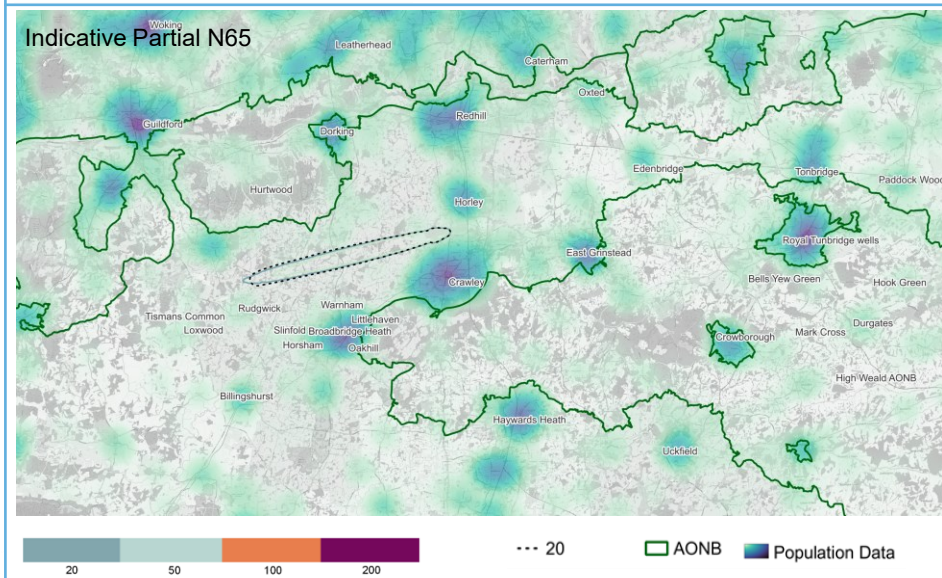 Indicative Partial N65
Woking
Leatherhead
Caterham
Oxted
Guildford
Redhill
Dorking
Edenbridge
Tonbridge
Paddock Wood
Hurtwood
Horley
Royal Tunbridge wells
East Grinstead
Bells Yew Green
Crawley
Hook Green
Rudgwick
Warnham
Tismans Common
Littlehaven
Loxwood
Slinfold
Broadbridge Heath
Durgates
Mark Cross
Crowborough
Horsham
Oakhill
High Weald AONB
Billingshurst
Haywards Heath
Uckfield
20 50 100 200
20
AONB
Population Data